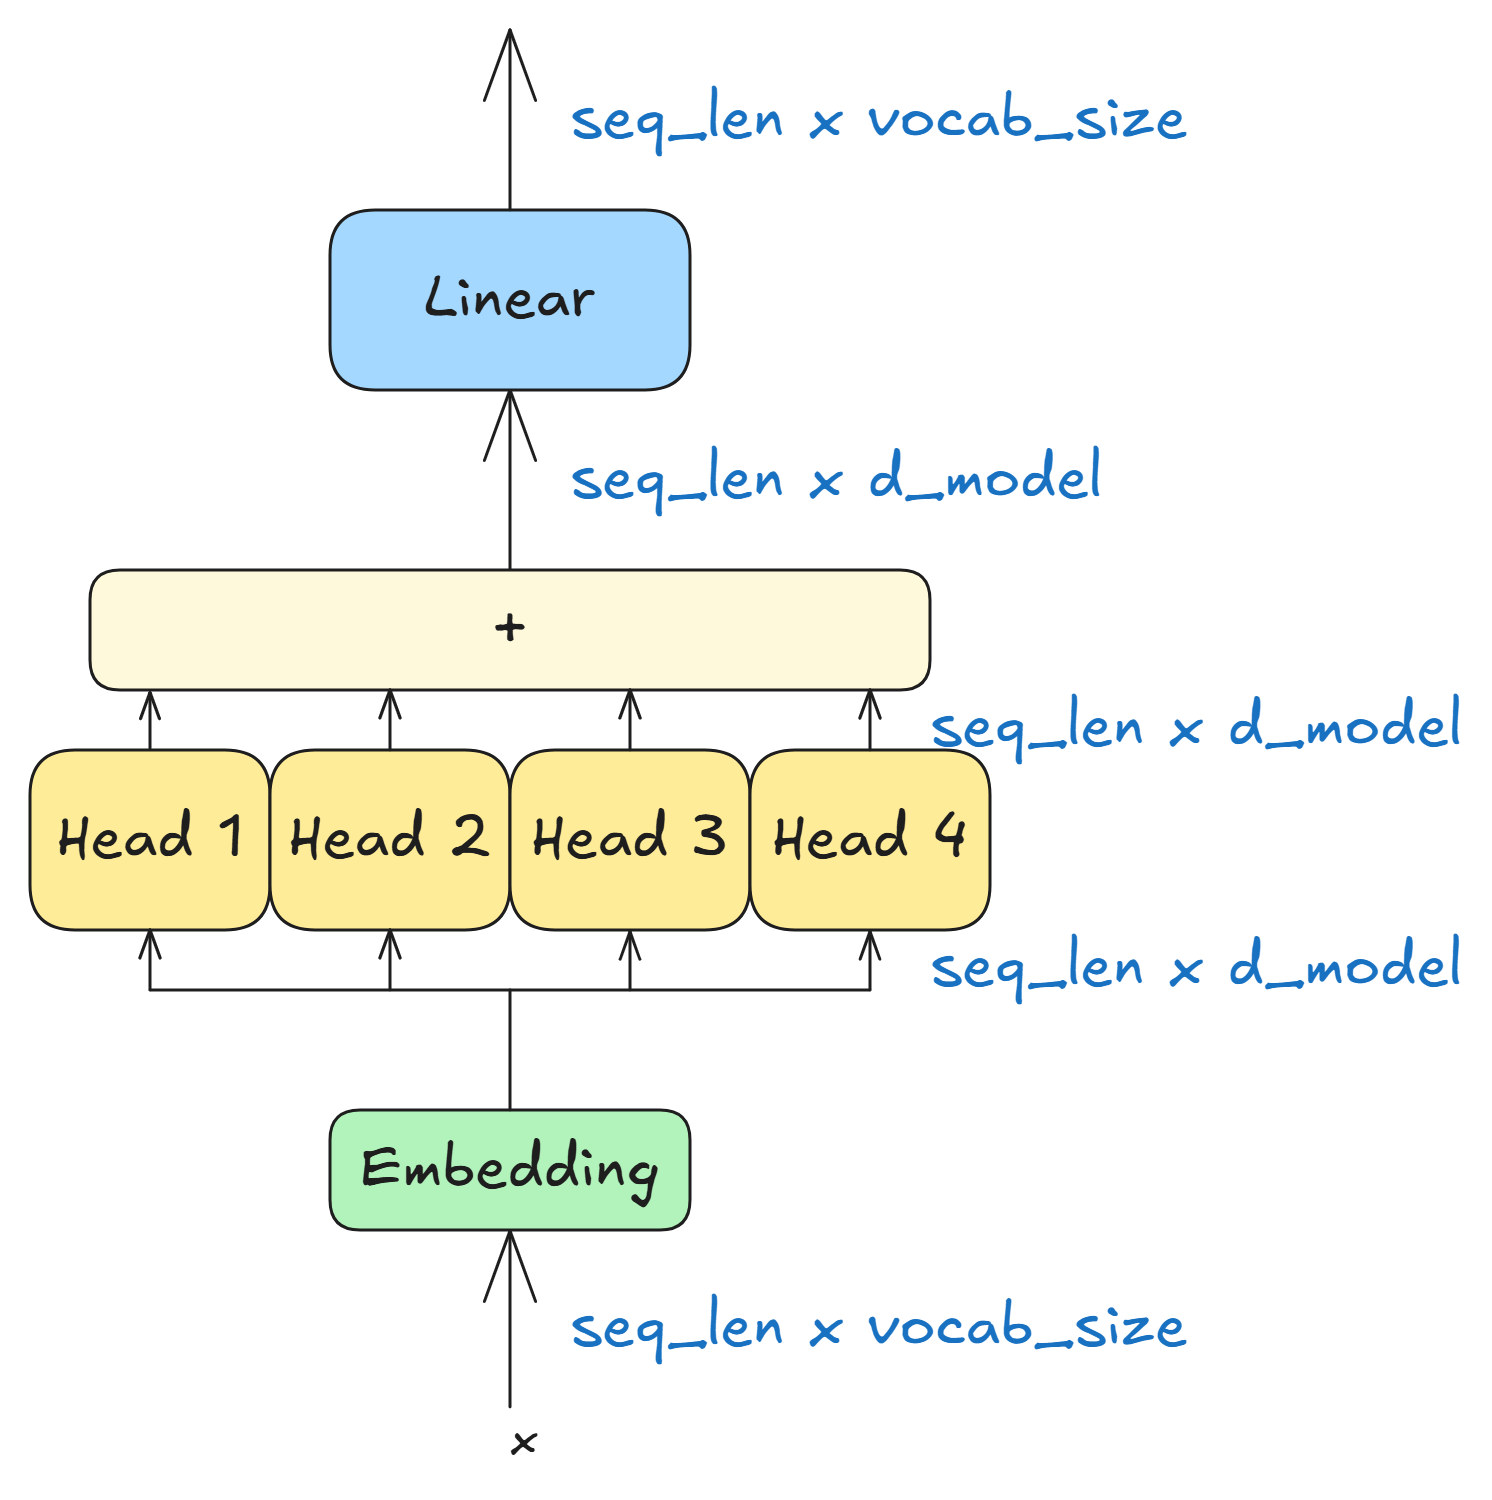 seq_len x vocab_size
Linear
seq_len x d_model
+
seq_len x d_model
Head 1 Head 2 Head 3 Head 4
seq_len x d_model
Embedding
seq_len x vocab_size
x